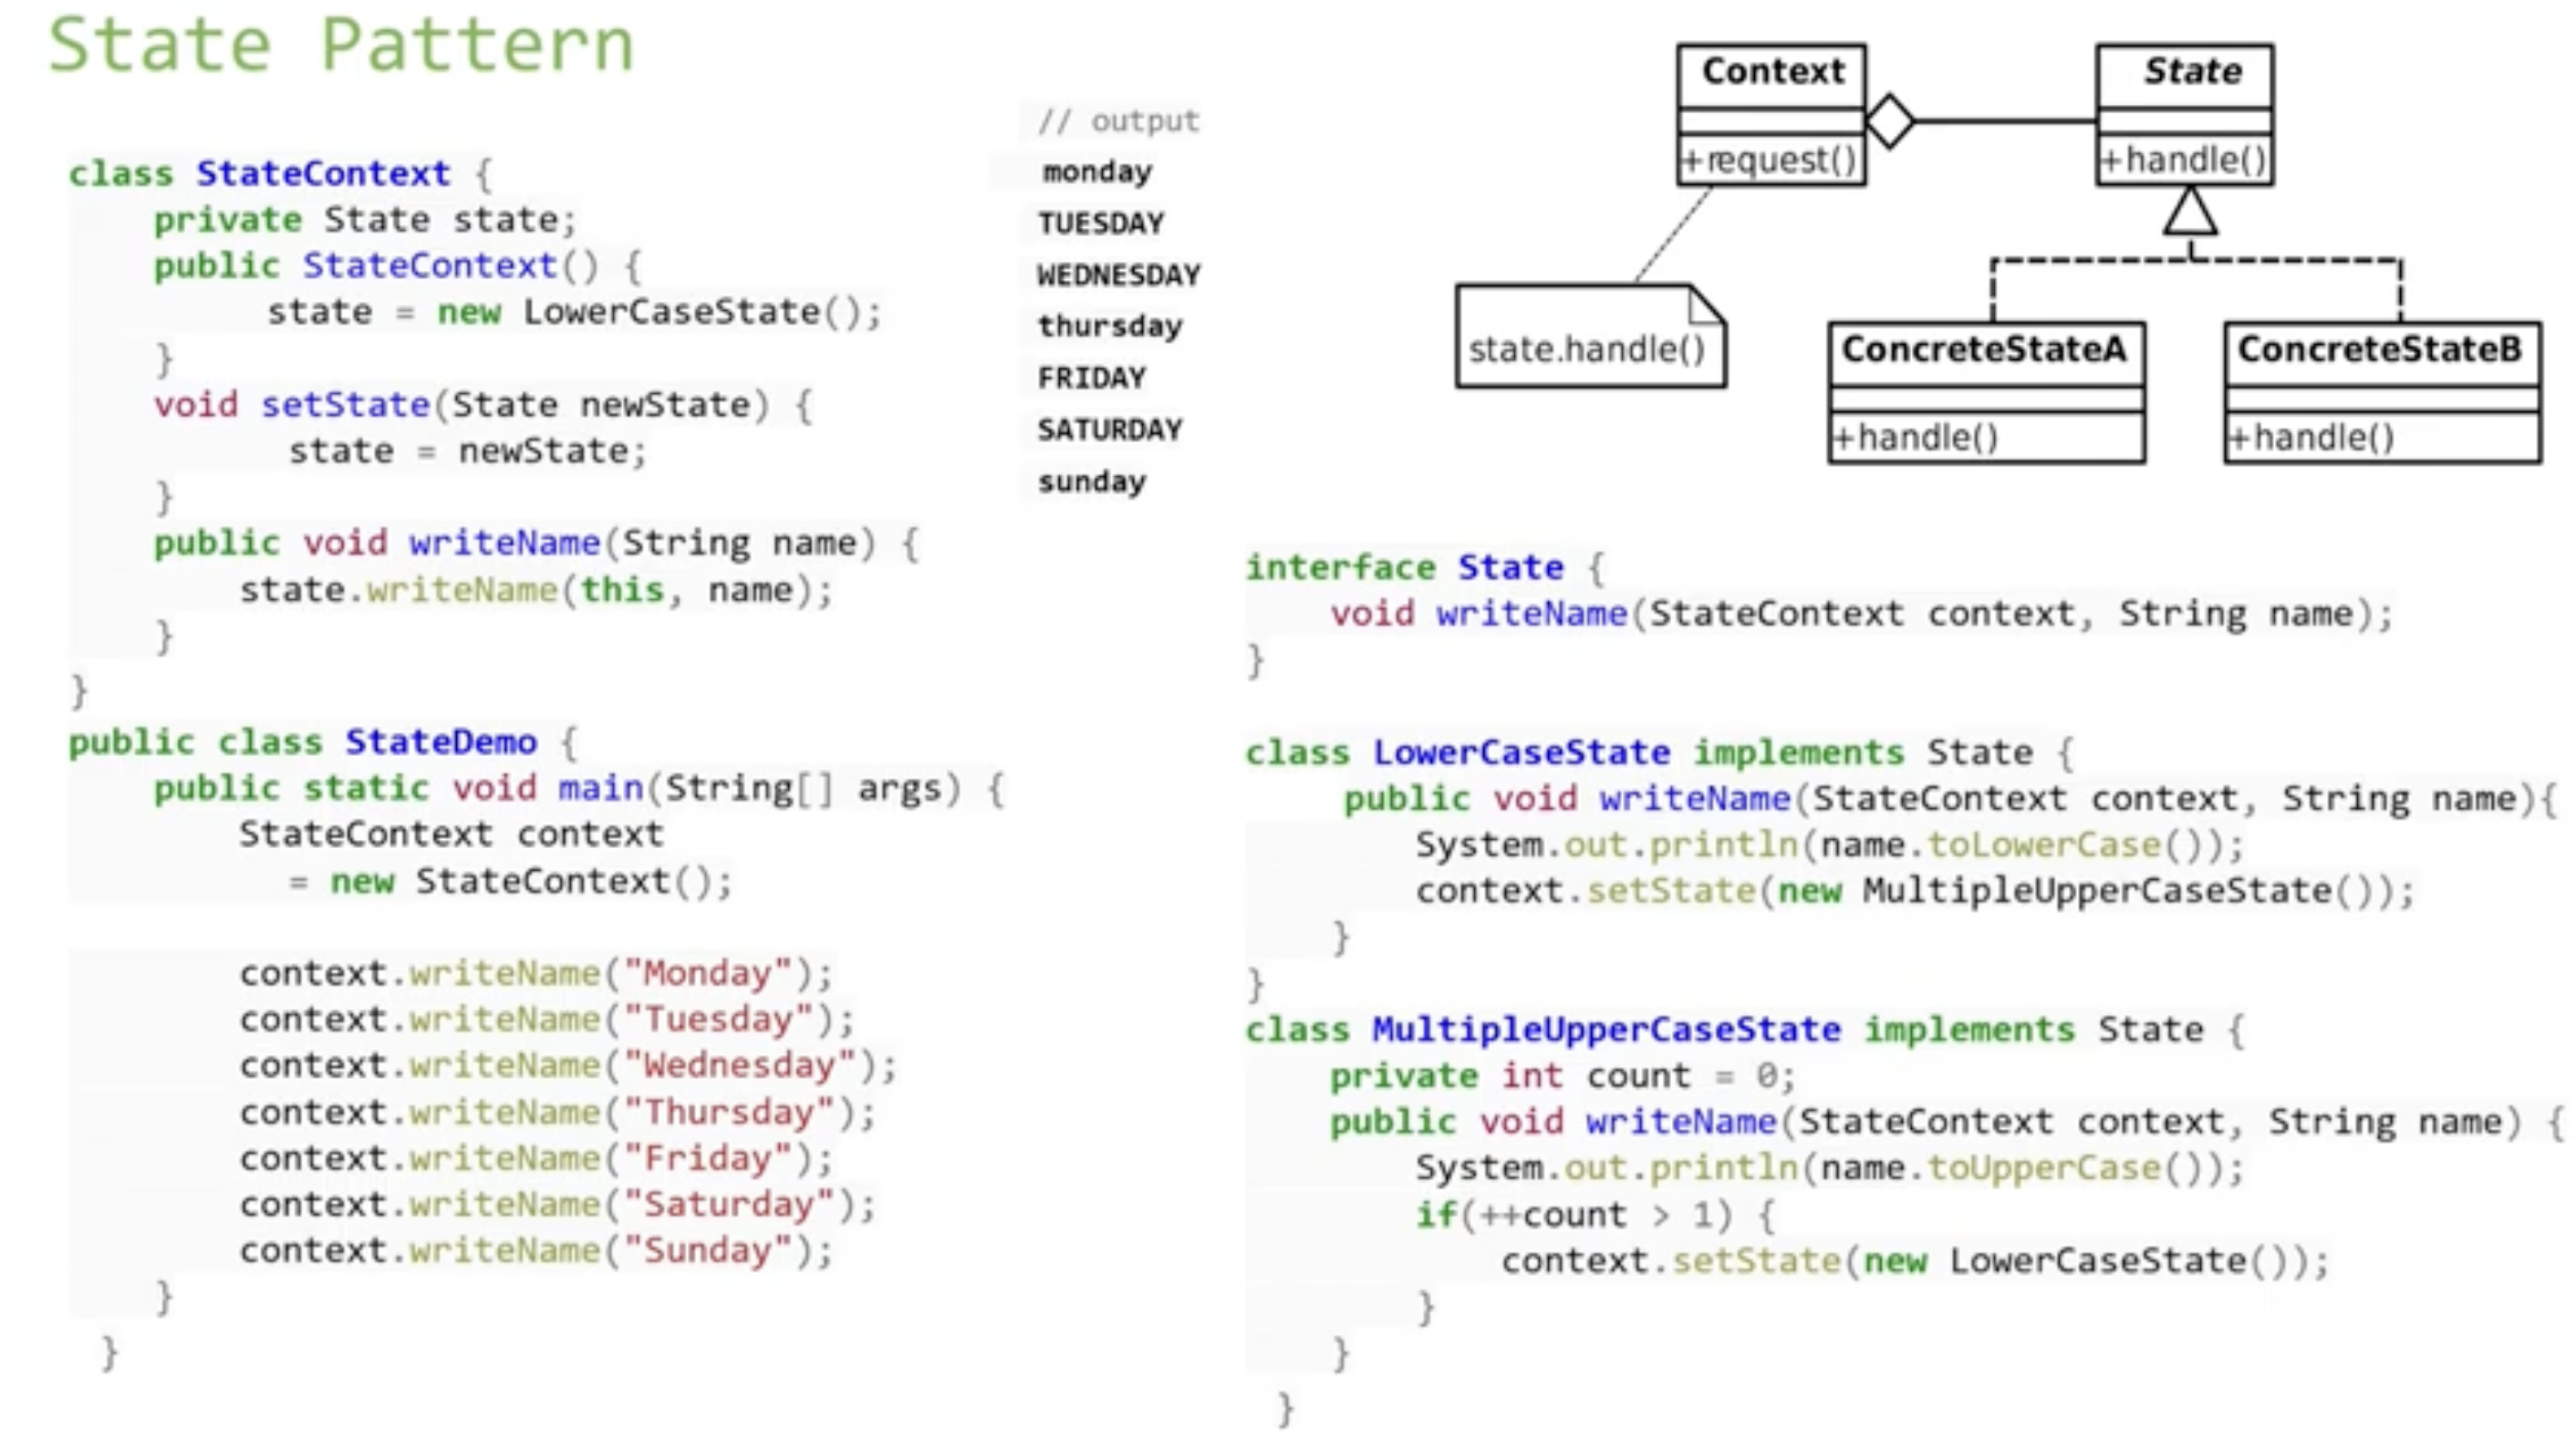 State Pattern
class StateContext {
    private State state;
    public StateContext() {
        state = new LowerCaseState();
    }
    void setState(State newState) {
        state = newState;
    }
    public void writeName(String name) {
        state.writeName(this, name);
    }
}
public class StateDemo {
    public static void main(String[] args) {
        StateContext context
          = new StateContext();
        context.writeName("Monday");
        context.writeName("Tuesday");
        context.writeName("Wednesday");
        context.writeName("Thursday");
        context.writeName("Friday");
        context.writeName("Saturday");
        context.writeName("Sunday");
    }
}
// output
monday
TUESDAY
WEDNESDAY
thursday
FRIDAY
SATURDAY
sunday
Context
+request()
State
+handle()
state.handle()
ConcreteStateA
+handle()
ConcreteStateB
+handle()
interface State {
    void writeName(StateContext context, String name);
}
class LowerCaseState implements State {
    public void writeName(StateContext context, String name){
        System.out.println(name.toLowerCase());
        context.setState(new MultipleUpperCaseState());
    }
}
class MultipleUpperCaseState implements State {
    private int count = 0;
    public void writeName(StateContext context, String name) {
        System.out.println(name.toUpperCase());
        if(++count > 1) {
            context.setState(new LowerCaseState());
        }
    }
}